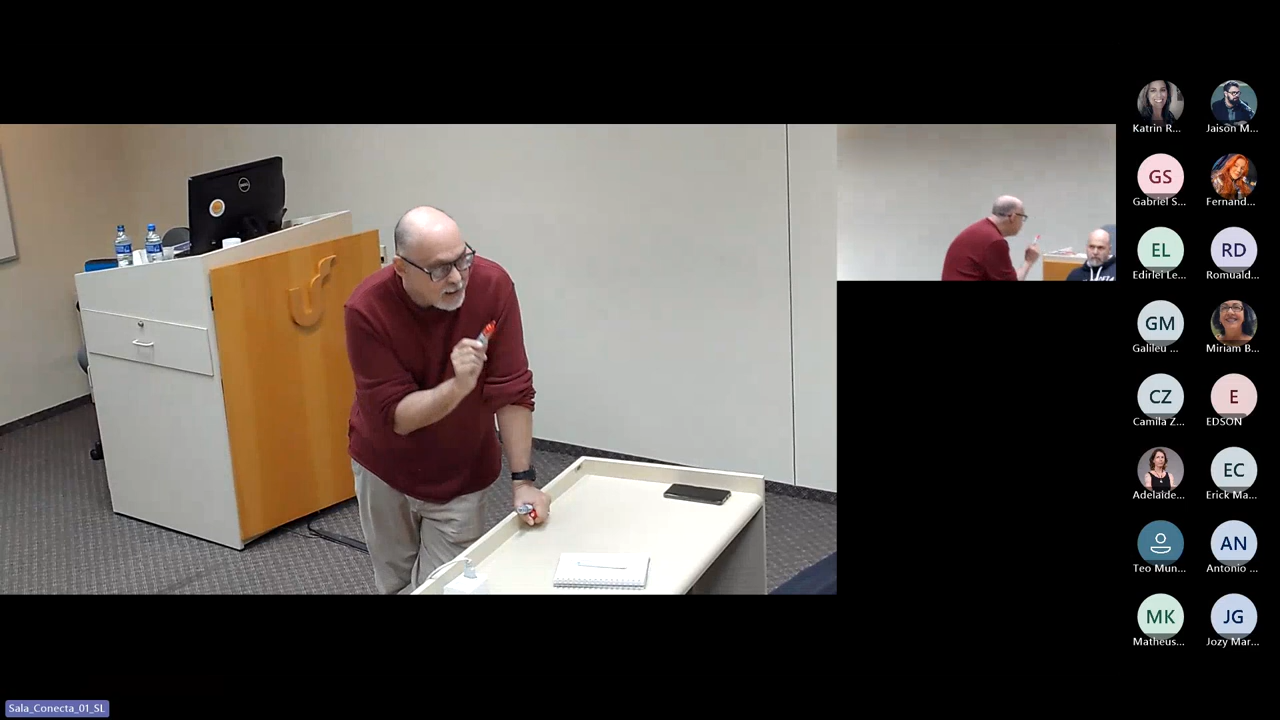 DELL
Katrin R...
Jaison M...
GS
Gabriel S...
Fernand...
EL
Edirlei Le...
RD
Romuald...
GM
Galileu ...
Miriam B...
CZ
Camila Z...
E
EDSON
Adelaide...
EC
Erick Ma...
Teo Mun...
AN
Antonio ...
MK
Matheus...
JG
Jozy Mar...
Sala_Conecta_01_SL